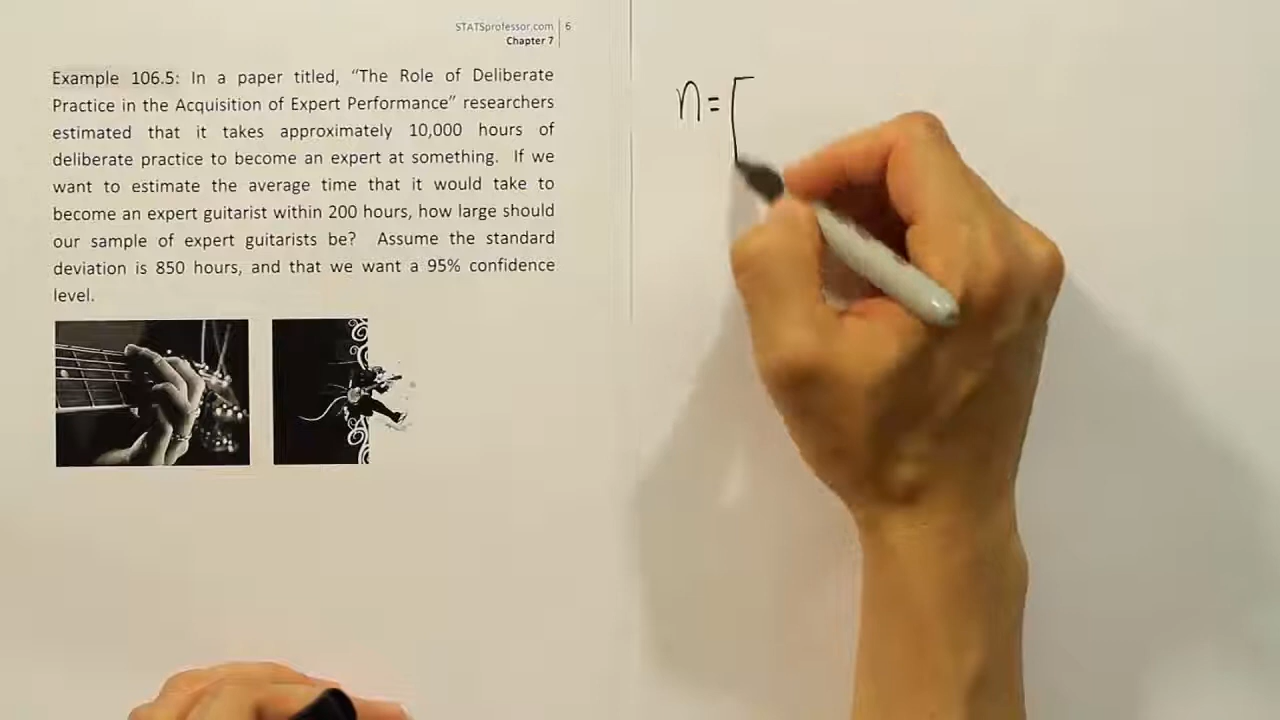 STATSprofessor.com | 6
Chapter 7
Example 106.5: In a paper titled, “The Role of Deliberate
Practice in the Acquisition of Expert Performance” researchers
estimated that it takes approximately 10,000 hours of
deliberate practice to become an expert at something. If we
want to estimate the average time that it would take to
become an expert guitarist within 200 hours, how large should
our sample of expert guitarists be? Assume the standard
deviation is 850 hours, and that we want a 95% confidence
level.
n = [